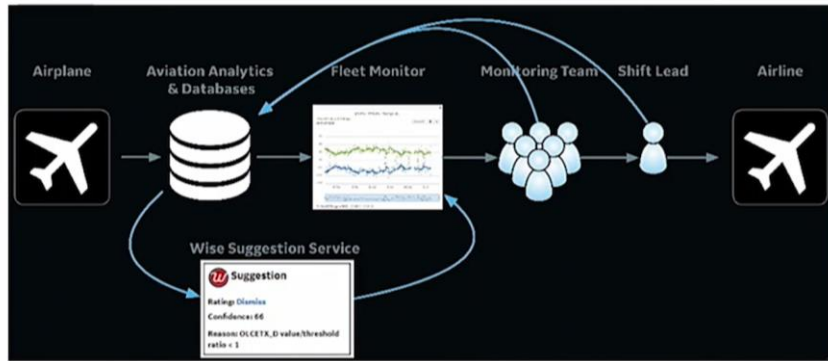 Airplane
Aviation Analytics
& Databases
Fleet Monitor
Monitoring Team
Shift Lead
Airline
Wise Suggestion Service
w Suggestion
Rating: Dismiss
Confidence: 66
Reason: OLCETX_D value/threshold
ratio < 1